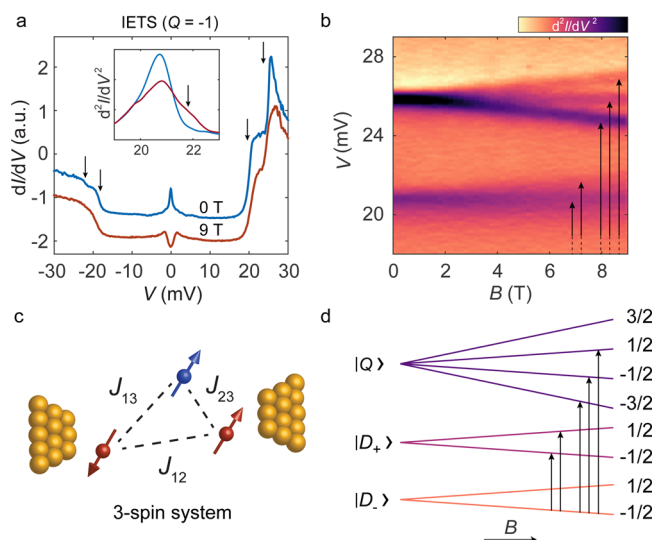 a
IETS (Q = -1)
dI/dV (a.u.)
2
1
0
-1
-2
d²I/dV²
20
22
0 T
9 T
-30
-20
-10
0
10
20
30
V (mV)
b
d²I/dV²
V (mV)
28
24
20
0
2
4
6
8
B (T)
c
J₁₃
J₂₃
J₁₂
3-spin system
d
|Q>
3/2
1/2
-1/2
-3/2
|D₊>
1/2
-1/2
|D₋>
1/2
-1/2
B